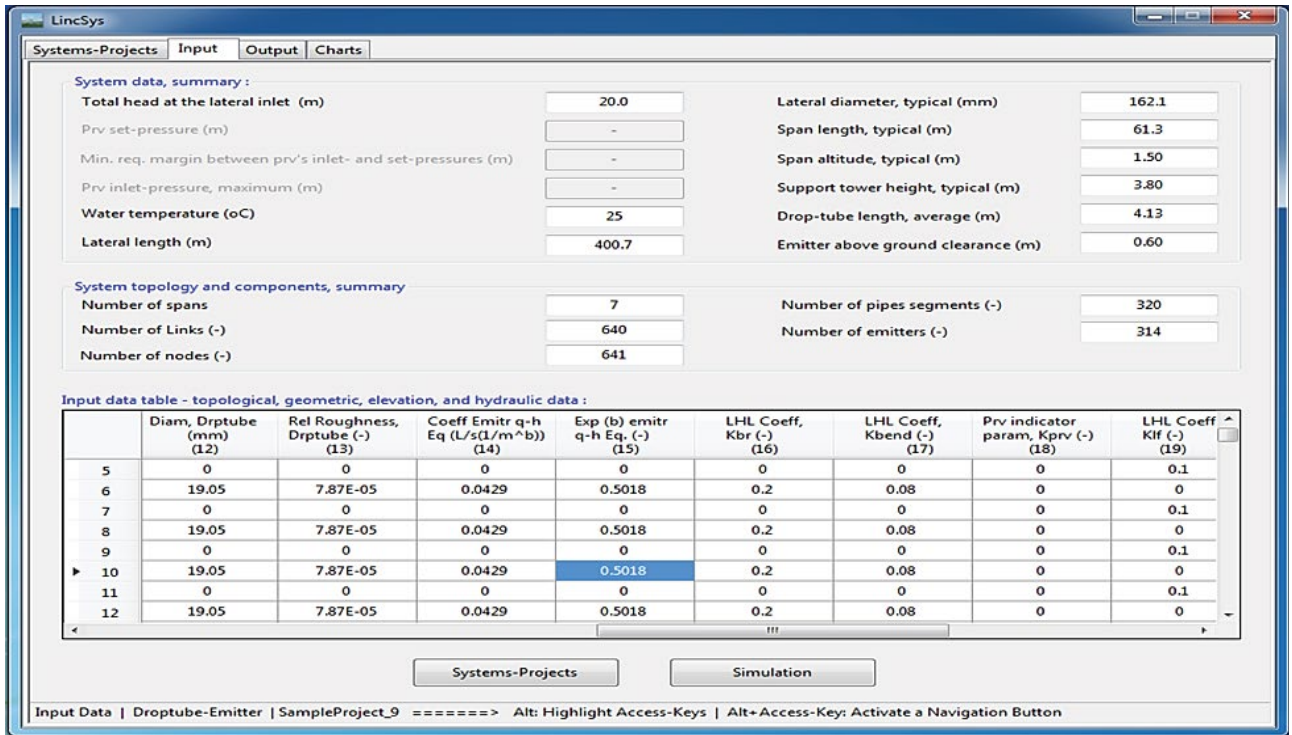 LincSys
Systems-Projects Input Output Charts
System data, summary :
Total head at the lateral inlet (m) 20.0 Lateral diameter, typical (mm) 162.1
Prv set-pressure (m) - Span length, typical (m) 61.3
Min. req. margin between prv's inlet- and set-pressures (m) - Span altitude, typical (m) 1.50
Prv inlet-pressure, maximum (m) - Support tower height, typical (m) 3.80
Water temperature (oC) 25 Drop-tube length, average (m) 4.13
Lateral length (m) 400.7 Emitter above ground clearance (m) 0.60
System topology and components, summary
Number of spans 7 Number of pipes segments (-) 320
Number of Links (-) 640 Number of emitters (-) 314
Number of nodes (-) 641
Input data table - topological, geometric, elevation, and hydraulic data :
Diam, Drptube Rel Roughness, Coeff Emitr q-h Exp (b) emitr LHL Coeff, LHL Coeff, Prv indicator LHL Coeff
(mm) Drptube (-) Eq (L/s(1/m^b)) q-h Eq. (-) Kbr (-) Kbend (-) param, Kprv (-) Klf (-)
(12) (13) (14) (15) (16) (17) (18) (19)
5 0 0 0 0 0 0 0 0.1
6 19.05 7.87E-05 0.0429 0.5018 0.2 0.08 0 0
7 0 0 0 0 0 0 0 0.1
8 19.05 7.87E-05 0.0429 0.5018 0.2 0.08 0 0
9 0 0 0 0 0 0 0 0.1
10 19.05 7.87E-05 0.0429 0.5018 0.2 0.08 0 0
11 0 0 0 0 0 0 0 0.1
12 19.05 7.87E-05 0.0429 0.5018 0.2 0.08 0 0
Systems-Projects Simulation
Input Data | Droptube-Emitter | SampleProject_9 =======> Alt: Highlight Access-Keys | Alt+Access-Key: Activate a Navigation Button